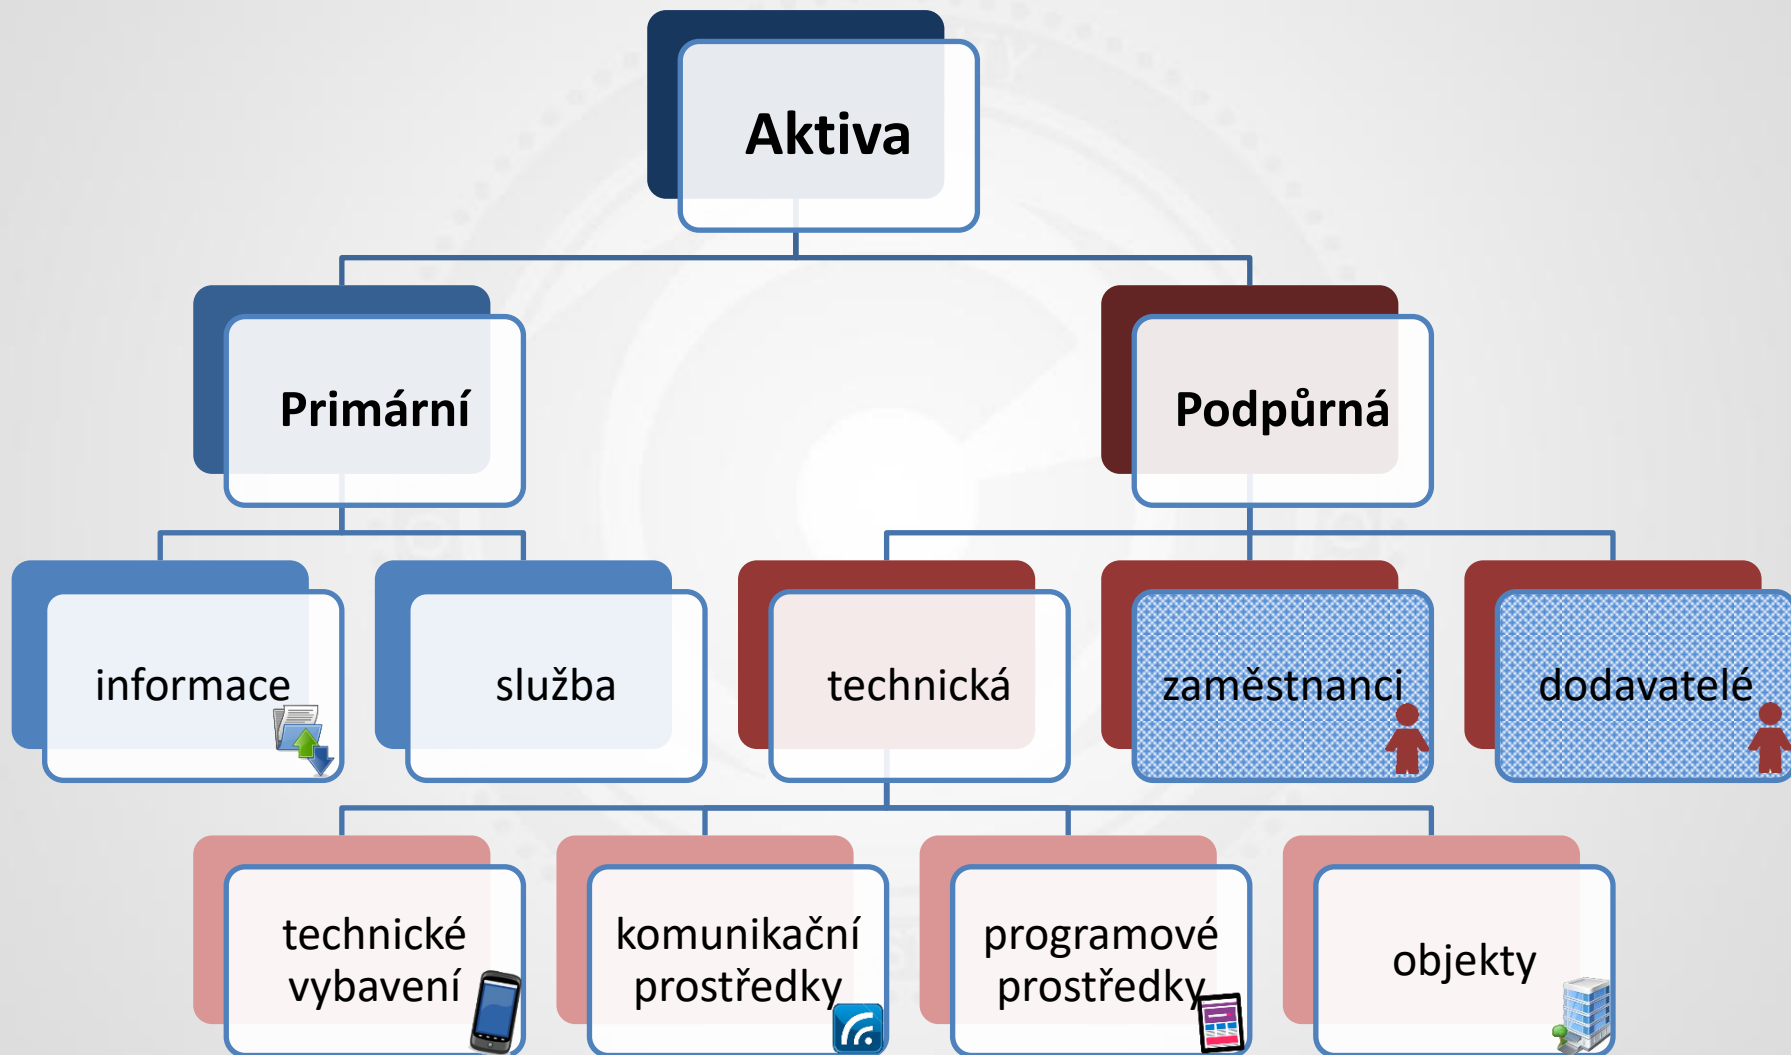 Aktiva
Primární
Podpůrná
informace
služba
technická
zaměstnanci
dodavatelé
technické
vybavení
komunikační
prostředky
programové
prostředky
objekty